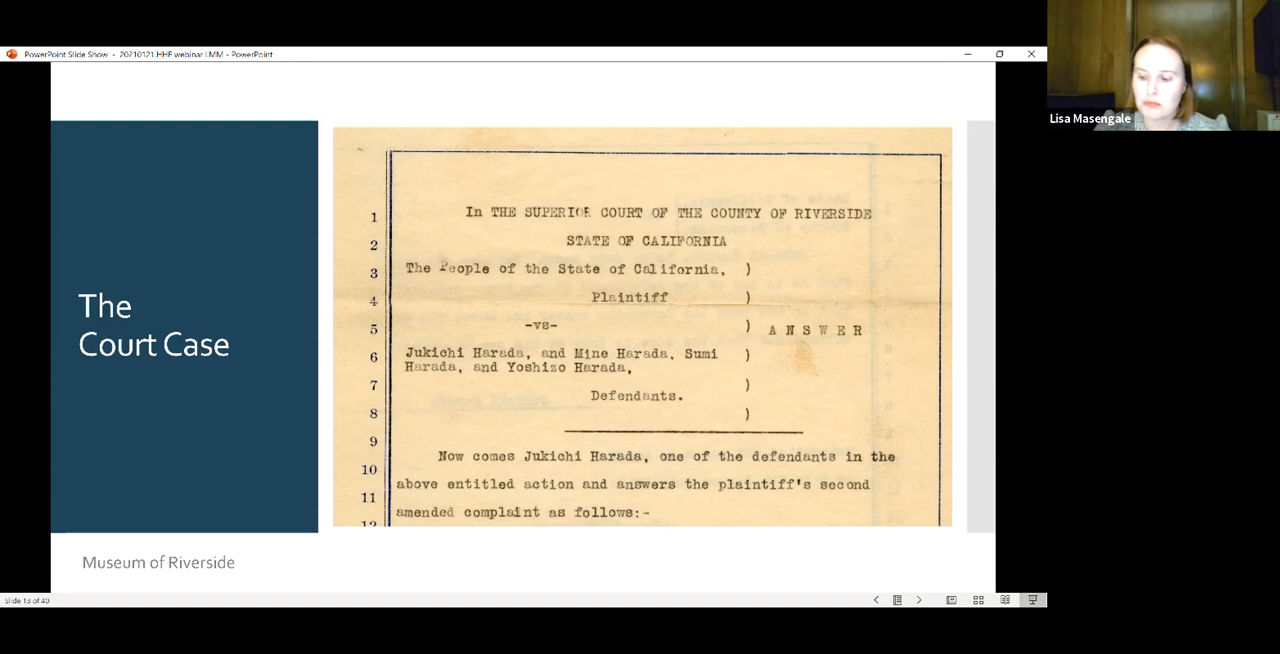 PowerPoint Slide Show - 20210121.HHF webinar LMM - PowerPoint
Lisa Masengale
The
Court Case
1 In THE SUPERIOR COURT OF THE COUNTY OF RIVERSIDE
2 STATE OF CALIFORNIA
3 The People of the State of California, )
4 Plaintiff )
5 -vs- ) A N S W E R
6 Jukichi Harada, and Mine Harada, Sumi )
Harada, and Yoshizo Harada,
7 )
Defendants.
8 )
9
10 Now comes Jukichi Harada, one of the defendants in the
above entitled action and answers the plaintiff's second
11
amended complaint as follows:-
12
Museum of Riverside
Slide 13 of 40